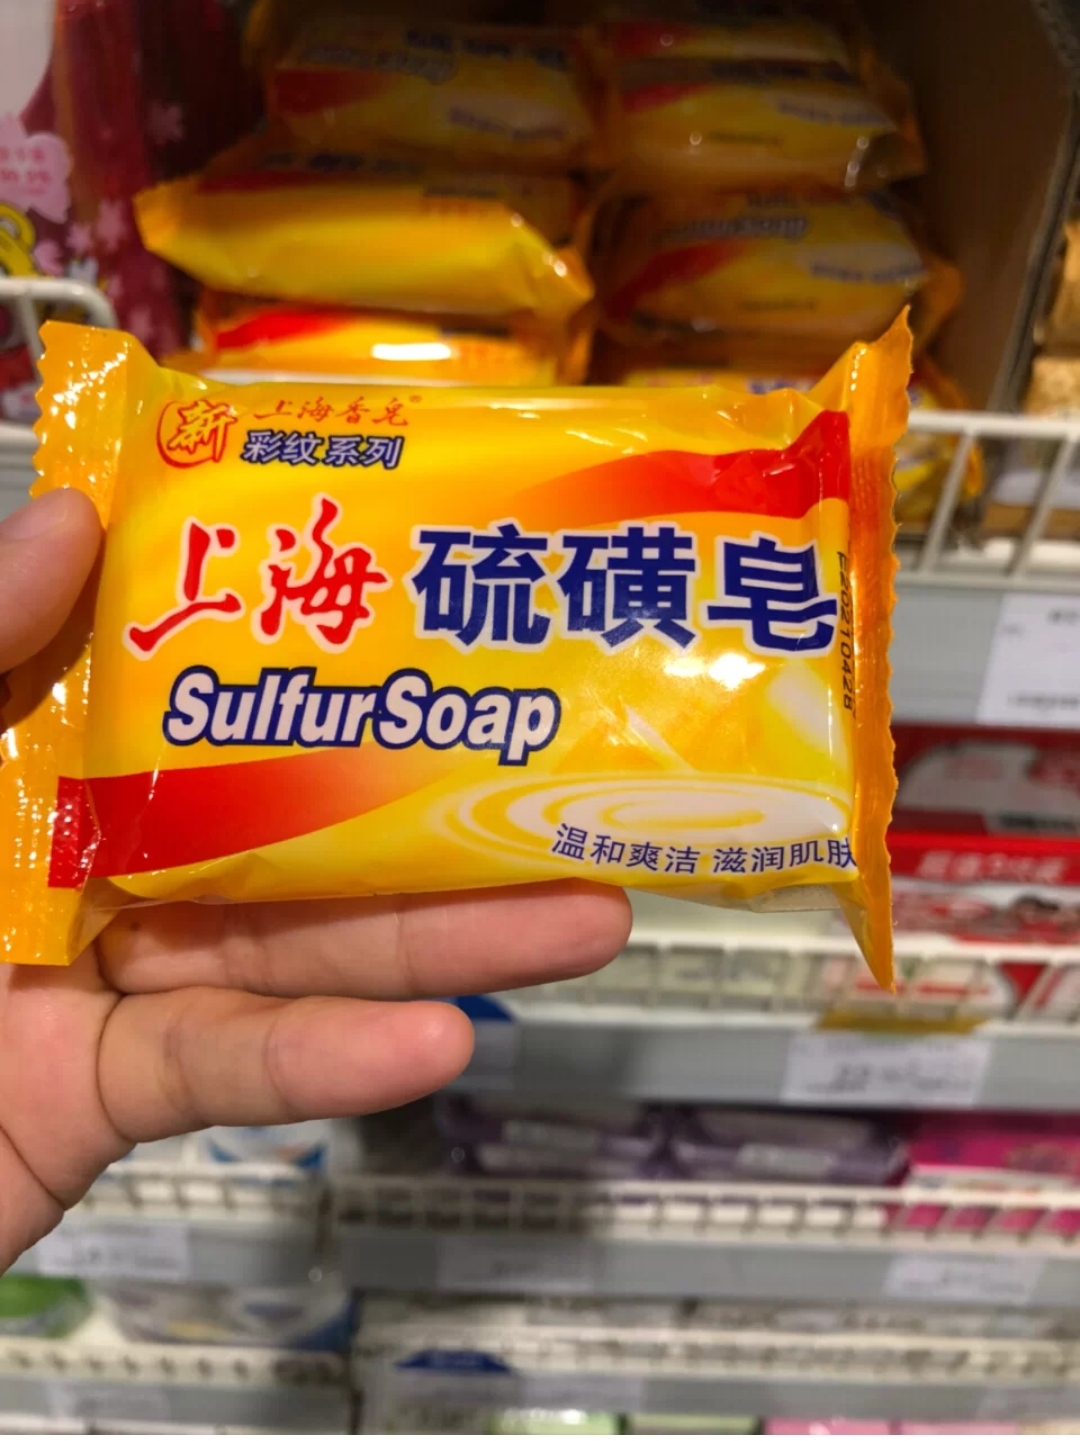 新
上海香皂®
彩纹系列
上海 硫磺皂
Sulfur Soap
温和爽洁 滋润肌肤
E20210428